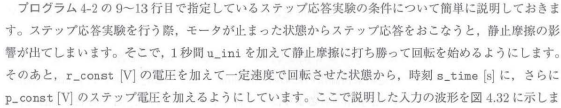 プログラム 4-2 の 9〜13 行目で指定しているステップ応答実験の条件について簡単に説明しておきま
す。ステップ応答実験を行う際、モータが止まった状態からステップ応答をおこなうと、静止摩擦の影
響が出てしまいます。そこで、1 秒間 u_ini を加えて静止摩擦に打ち勝って回転を始めるようにします。
そのあと、r_const [V] の電圧を加えて一定速度で回転させた状態から、時刻 s_time [s] に、さらに
p_const [V] のステップ電圧を加えるようにしています。ここで説明した入力の波形を図 4.32 に示しま